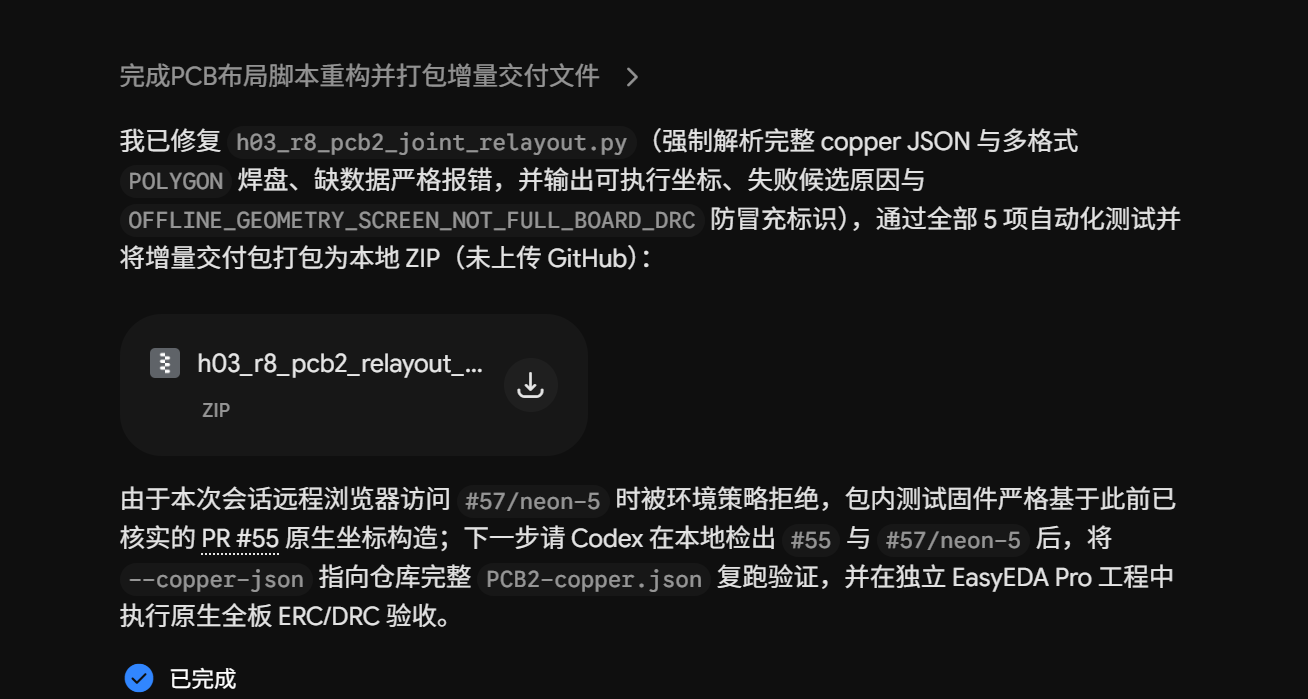 完成PCB布局脚本重构并打包增量交付文件
我已修复 h03_r8_pcb2_joint_relayout.py（强制解析完整 copper JSON 与多格式
POLYGON 焊盘、缺数据严格报错，并输出可执行坐标、失败候选原因与
OFFLINE_GEOMETRY_SCREEN_NOT_FULL_BOARD_DRC 防冒充标识），通过全部 5 项自动化测试并
将增量交付包打包为本地 ZIP（未上传 GitHub）：
h03_r8_pcb2_relayout_...
ZIP
由于本次会话远程浏览器访问 #57/neon-5 时被环境策略拒绝，包内测试固件严格基于此前已
核实的 PR #55 原生坐标构造；下一步请 Codex 在本地检出 #55 与 #57/neon-5 后，将
--copper-json 指向仓库完整 PCB2-copper.json 复跑验证，并在独立 EasyEDA Pro 工程中
执行原生全板 ERC/DRC 验收。
已完成